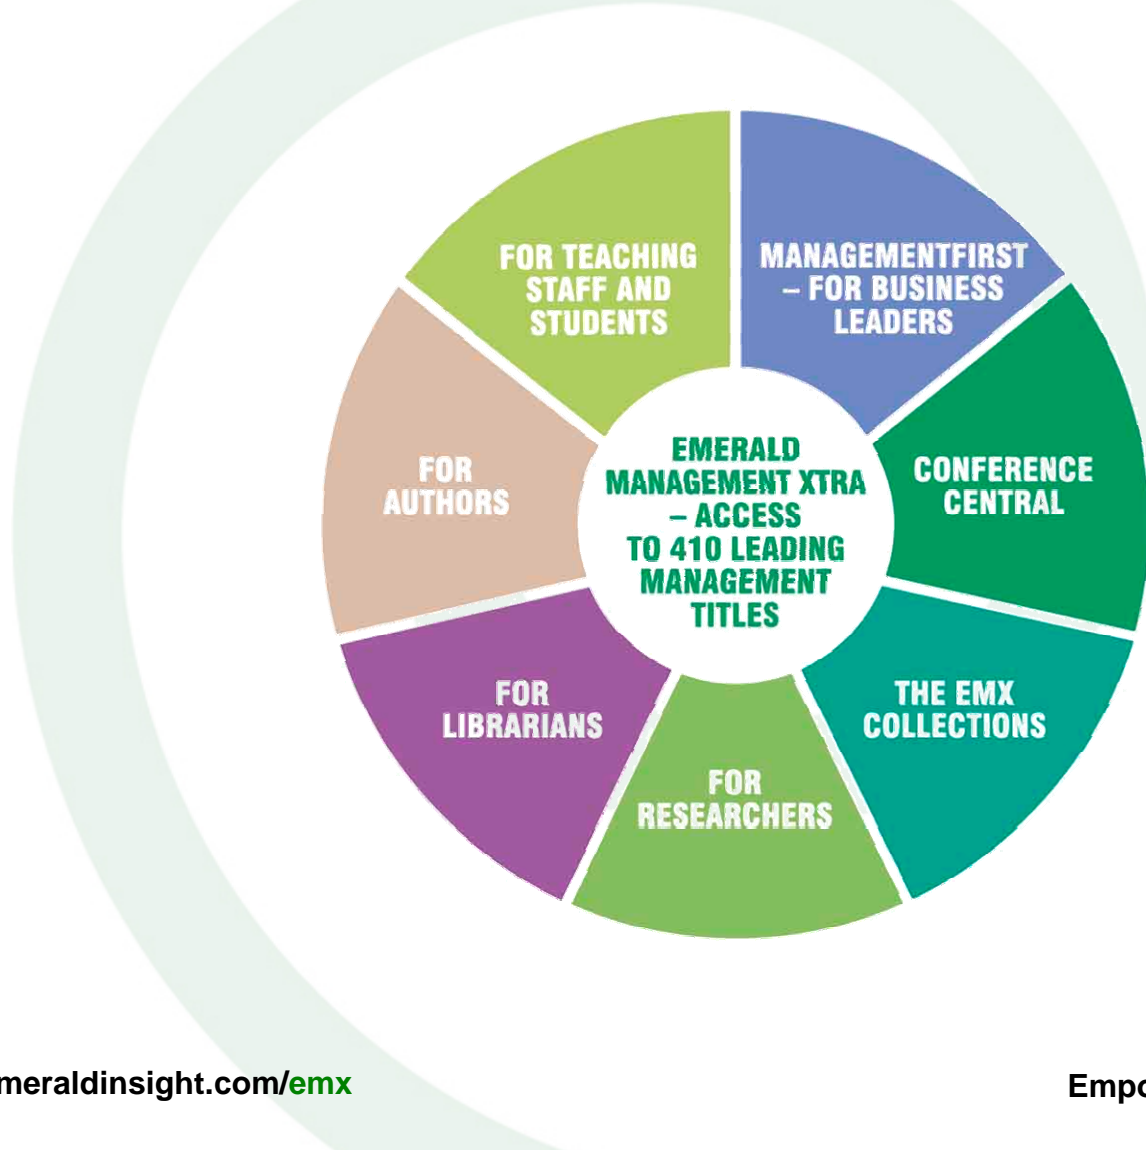 FOR TEACHING
STAFF AND
STUDENTS
MANAGEMENTFIRST
– FOR BUSINESS
LEADERS
FOR
AUTHORS
EMERALD
MANAGEMENT XTRA
– ACCESS
TO 410 LEADING
MANAGEMENT
TITLES
CONFERENCE
CENTRAL
FOR
LIBRARIANS
THE EMX
COLLECTIONS
FOR
RESEARCHERS
meraldinsight.com/emx